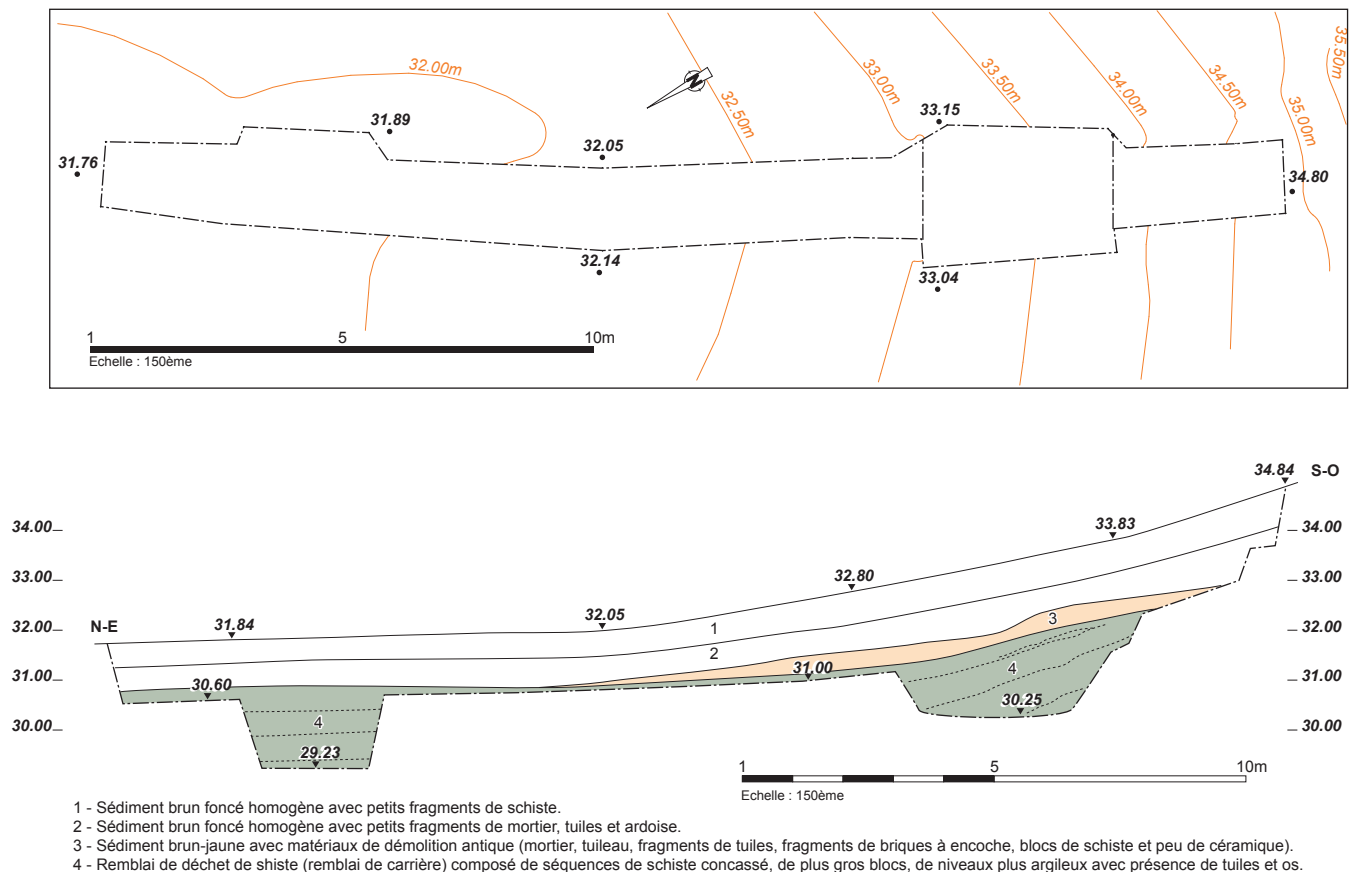 32.00m
32.50m
33.00m
33.50m
34.00m
34.50m
35.00m
35.50m
N
31.76
31.89
32.05
33.15
34.80
32.14
33.04
1 5 10m
Echelle : 150ème
34.84 S-O
34.00 33.83 34.00
33.00 32.80 33.00
32.00 N-E 31.84 32.05 1 3 32.00
2
31.00 30.60 31.00 4 31.00
30.00 4 30.25 30.00
29.23
1 5 10m
Echelle : 150ème
1 - Sédiment brun foncé homogène avec petits fragments de schiste.
2 - Sédiment brun foncé homogène avec petits fragments de mortier, tuiles et ardoise.
3 - Sédiment brun-jaune avec matériaux de démolition antique (mortier, tuileau, fragments de tuiles, fragments de briques à encoche, blocs de schiste et peu de céramique).
4 - Remblai de déchet de shiste (remblai de carrière) composé de séquences de schiste concassé, de plus gros blocs, de niveaux plus argileux avec présence de tuiles et os.